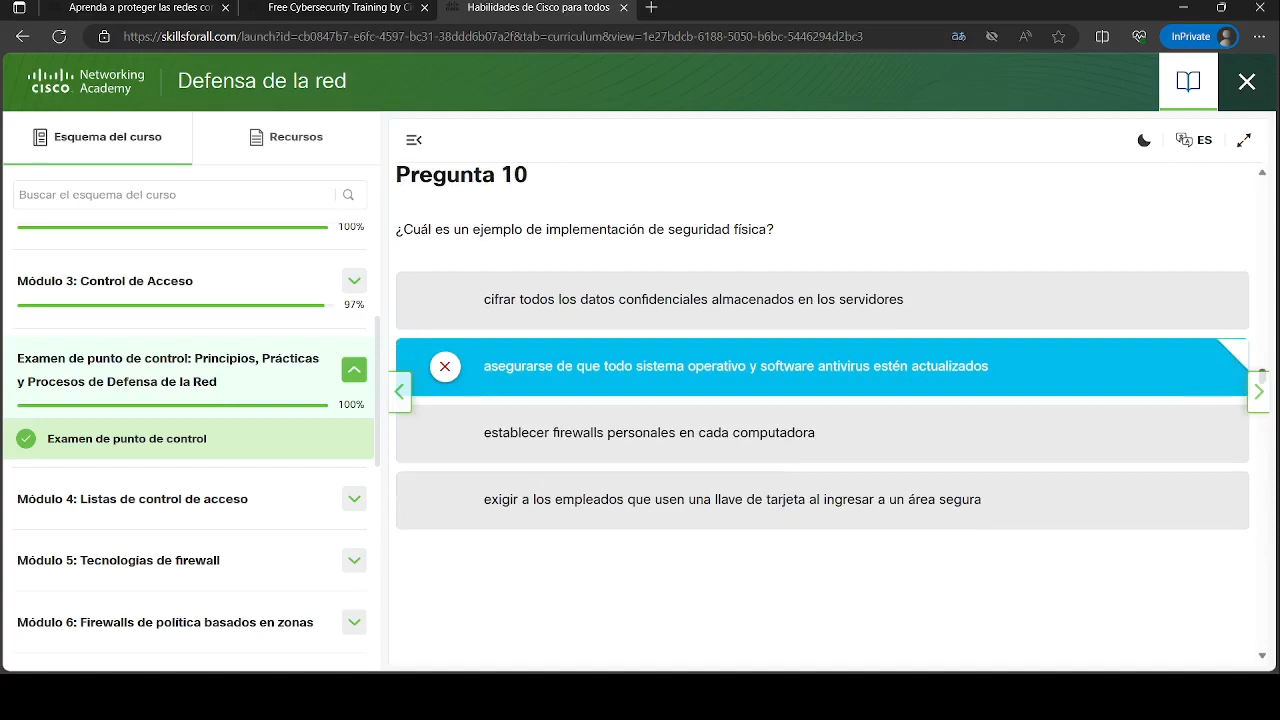 Aprenda a proteger las redes cor
Free Cybersecurity Training by Ci
Habilidades de Cisco para todos
https://skillsforall.com/launch?id=cb0847b7-e6fc-4597-bc31-38ddd6b07a2f&tab=curriculum&view=1e27bdcb-6188-5050-b6bc-5446294d2bc3
InPrivate
Networking
CISCO Academy
Defensa de la red
Esquema del curso
Recursos
ES
Buscar el esquema del curso
100%
Módulo 3: Control de Acceso
97%
Examen de punto de control: Principios, Prácticas
y Procesos de Defensa de la Red
100%
Examen de punto de control
Módulo 4: Listas de control de acceso
Módulo 5: Tecnologías de firewall
Módulo 6: Firewalls de política basados en zonas
Pregunta 10
¿Cuál es un ejemplo de implementación de seguridad física?
cifrar todos los datos confidenciales almacenados en los servidores
asegurarse de que todo sistema operativo y software antivirus estén actualizados
establecer firewalls personales en cada computadora
exigir a los empleados que usen una llave de tarjeta al ingresar a un área segura